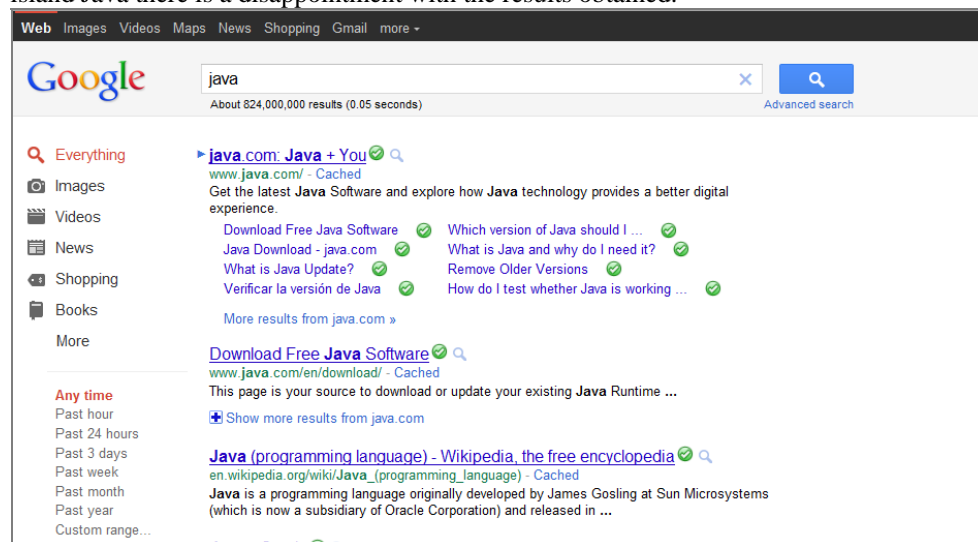 island Java there is a disappointment with the results obtained.
Web Images Videos Maps News Shopping Gmail more
Google
java
About 824,000,000 results (0.05 seconds)
Advanced search
Everything
Images
Videos
News
Shopping
Books
More
Any time
Past hour
Past 24 hours
Past 3 days
Past week
Past month
Past year
Custom range...
java.com: Java + You
www.java.com/ - Cached
Get the latest Java Software and explore how Java technology provides a better digital
experience.
Download Free Java Software Which version of Java should I ...
Java Download - java.com What is Java and why do I need it?
What is Java Update? Remove Older Versions
Verificar la versión de Java How do I test whether Java is working ...
More results from java.com »
Download Free Java Software
www.java.com/en/download/ - Cached
This page is your source to download or update your existing Java Runtime ...
Show more results from java.com
Java (programming language) - Wikipedia, the free encyclopedia
en.wikipedia.org/wiki/Java_(programming_language) - Cached
Java is a programming language originally developed by James Gosling at Sun Microsystems
(which is now a subsidiary of Oracle Corporation) and released in ...